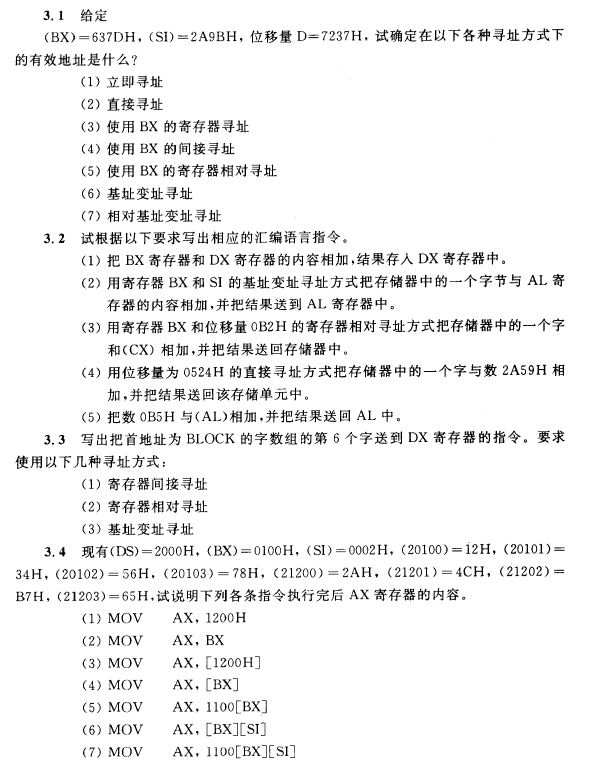 3.1 给定
(BX)=637DH,(SI)=2A9BH,位移量D=7237H,试确定在以下各种寻址方式下
的有效地址是什么?
(1) 立即寻址
(2) 直接寻址
(3) 使用 BX 的寄存器寻址
(4) 使用 BX 的间接寻址
(5) 使用 BX 的寄存器相对寻址
(6) 基址变址寻址
(7) 相对基址变址寻址
3.2 试根据以下要求写出相应的汇编语言指令。
(1) 把 BX 寄存器和 DX 寄存器的内容相加,结果存入 DX 寄存器中。
(2) 用寄存器 BX 和 SI 的基址变址寻址方式把存储器中的一个字节与 AL 寄
存器的内容相加,并把结果送到 AL 寄存器中。
(3) 用寄存器 BX 和位移量 0B2H 的寄存器相对寻址方式把存储器中的一个字
和(CX) 相加,并把结果送回存储器中。
(4) 用位移量为 0524H 的直接寻址方式把存储器中的一个字与数 2A59H 相
加,并把结果送回该存储单元中。
(5) 把数 0B5H 与(AL)相加,并把结果送回 AL 中。
3.3 写出把首地址为 BLOCK 的字数组的第 6 个字送到 DX 寄存器的指令。要求
使用以下几种寻址方式:
(1) 寄存器间接寻址
(2) 寄存器相对寻址
(3) 基址变址寻址
3.4 现有(DS)=2000H,(BX)=0100H,(SI)=0002H,(20100)=12H,(20101)=
34H,(20102)=56H,(20103)=78H,(21200)=2AH,(21201)=4CH,(21202)=
B7H,(21203)=65H,试说明下列各条指令执行完后 AX 寄存器的内容。
(1) MOV AX, 1200H
(2) MOV AX, BX
(3) MOV AX, [1200H]
(4) MOV AX, [BX]
(5) MOV AX, 1100[BX]
(6) MOV AX, [BX][SI]
(7) MOV AX, 1100[BX][SI]